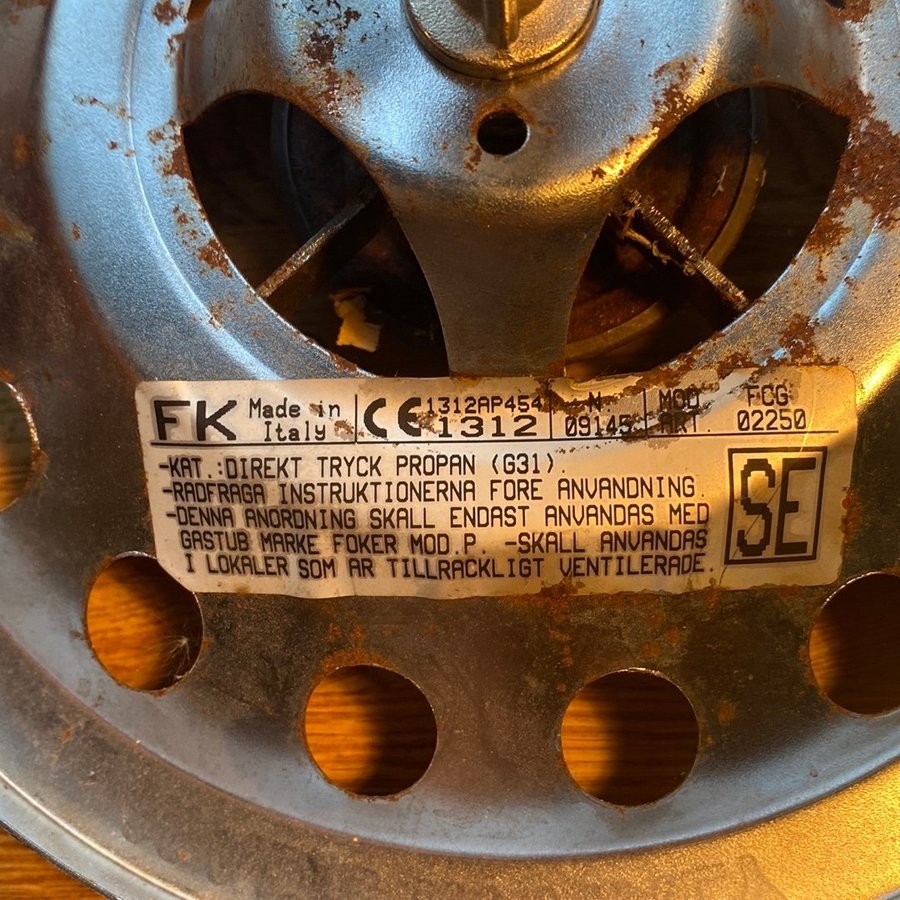 FK Made in Italy CE 1312AP454 1312 N. 09145 MOD. FCG ART. 02250
-KAT.:DIREKT TRYCK PROPAN (G31).
-RADFRAGA INSTRUKTIONERNA FORE ANVANDNING.
-DENNA ANORDNING SKALL ENDAST ANVANDAS MED
GASTUB MARKE FOKER MOD.P. -SKALL ANVANDAS
I LOKALER SOM AR TILLRACKLIGT VENTILERADE.
SE